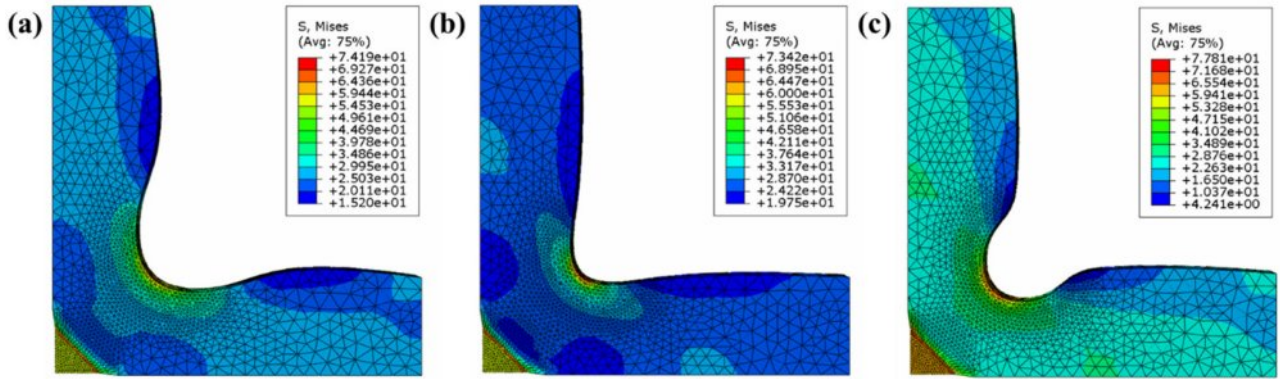 (a)
S, Mises
(Avg: 75%)
+7.419e+01
+6.927e+01
+6.436e+01
+5.944e+01
+5.453e+01
+4.961e+01
+4.469e+01
+3.978e+01
+3.486e+01
+2.995e+01
+2.503e+01
+2.011e+01
+1.520e+01
(b)
S, Mises
(Avg: 75%)
+7.342e+01
+6.895e+01
+6.447e+01
+6.000e+01
+5.553e+01
+5.106e+01
+4.658e+01
+4.211e+01
+3.764e+01
+3.317e+01
+2.870e+01
+2.422e+01
+1.975e+01
(c)
S, Mises
(Avg: 75%)
+7.781e+01
+7.168e+01
+6.554e+01
+5.941e+01
+5.328e+01
+4.715e+01
+4.102e+01
+3.489e+01
+2.876e+01
+2.263e+01
+1.650e+01
+1.037e+01
+4.241e+00